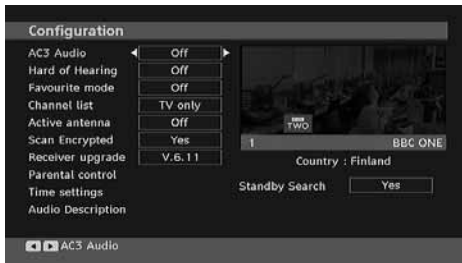 Configuration
AC3 Audio Off
Hard of Hearing Off
Favourite mode Off
Channel list TV only
Active antenna Off
Scan Encrypted Yes
Receiver upgrade V.6.11
Parental control
Time settings
Audio Description
BBC
TWO
1 BBC ONE
Country : Finland
Standby Search Yes
AC3 Audio